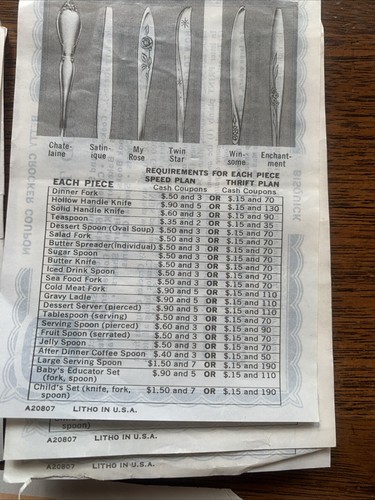 Chate-
laine
Satin-
ique
My
Rose
Twin
Star
Win-
some
Enchant-
ment
REQUIREMENTS FOR EACH PIECE
EACH PIECE SPEED PLAN THRIFT PLAN
Cash Coupons Cash Coupons
Dinner Fork $.50 and 3 OR $.15 and 70
Hollow Handle Knife $.90 and 5 OR $.15 and 130
Solid Handle Knife $.60 and 3 OR $.15 and 90
Teaspoon $.35 and 2 OR $.15 and 35
Dessert Spoon (Oval Soup) $.50 and 3 OR $.15 and 70
Salad Fork $.50 and 3 OR $.15 and 70
Butter Spreader(individual) $.50 and 3 OR $.15 and 70
Sugar Spoon $.50 and 3 OR $.15 and 70
Butter Knife $.50 and 3 OR $.15 and 70
Iced Drink Spoon $.50 and 3 OR $.15 and 70
Sea Food Fork $.50 and 3 OR $.15 and 70
Cold Meat Fork $.90 and 5 OR $.15 and 110
Gravy Ladle $.90 and 5 OR $.15 and 110
Dessert Server (pierced) $.90 and 5 OR $.15 and 110
Tablespoon (serving) $.50 and 3 OR $.15 and 70
Serving Spoon (pierced) $.60 and 3 OR $.15 and 90
Fruit Spoon (serrated) $.50 and 3 OR $.15 and 70
Jelly Spoon $.50 and 3 OR $.15 and 70
After Dinner Coffee Spoon $.40 and 3 OR $.15 and 50
Large Serving Spoon $1.50 and 7 OR $.15 and 190
Baby's Educator Set $.90 and 5 OR $.15 and 110
(fork, spoon)
Child's Set (knife, fork, $1.50 and 7 OR $.15 and 190
spoon)
A20807 LITHO IN U.S.A.
spoon)
A20807 LITHO IN U.S.A.
A20807 LITHO IN U.S.A.
BETTY CROCKER COUPON
BISQUICK